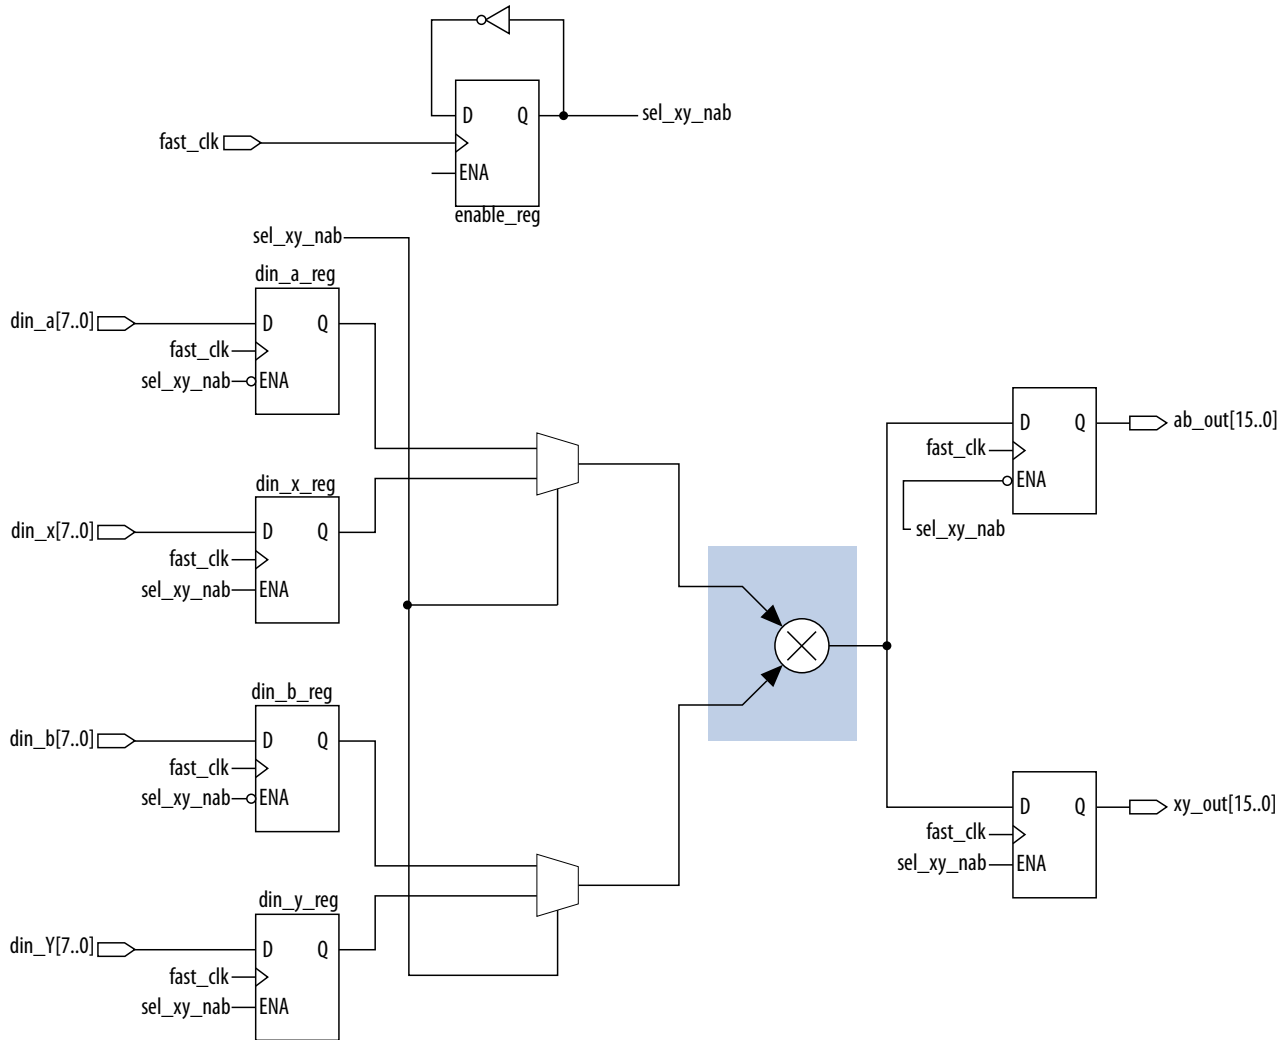 D Q sel_xy_nab
fast_clk
ENA
enable_reg
sel_xy_nab
din_a_reg
din_a[7..0] D Q
fast_clk
sel_xy_nab ENA
din_x_reg
din_x[7..0] D Q
fast_clk
sel_xy_nab ENA
din_b_reg
din_b[7..0] D Q
fast_clk
sel_xy_nab ENA
din_y_reg
din_Y[7..0] D Q
fast_clk
sel_xy_nab ENA
D Q ab_out[15..0]
fast_clk
ENA
sel_xy_nab
D Q xy_out[15..0]
fast_clk
sel_xy_nab ENA